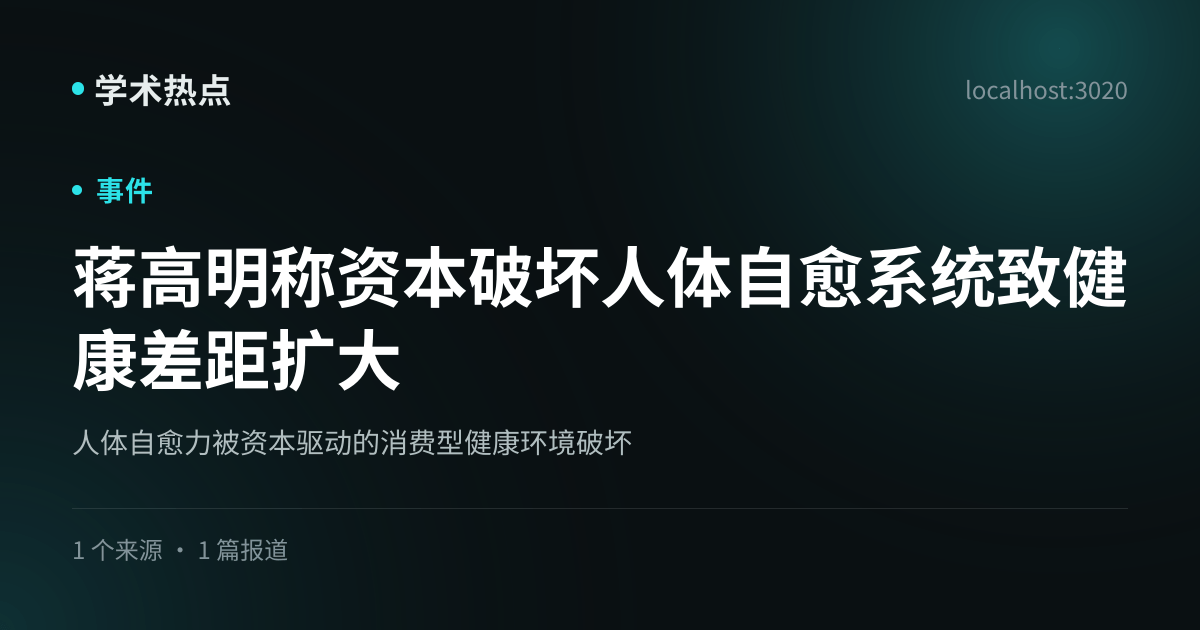 学术热点
localhost:3020
事件
蒋高明称资本破坏人体自愈系统致健
康差距扩大
人体自愈力被资本驱动的消费型健康环境破坏
1 个来源 · 1 篇报道